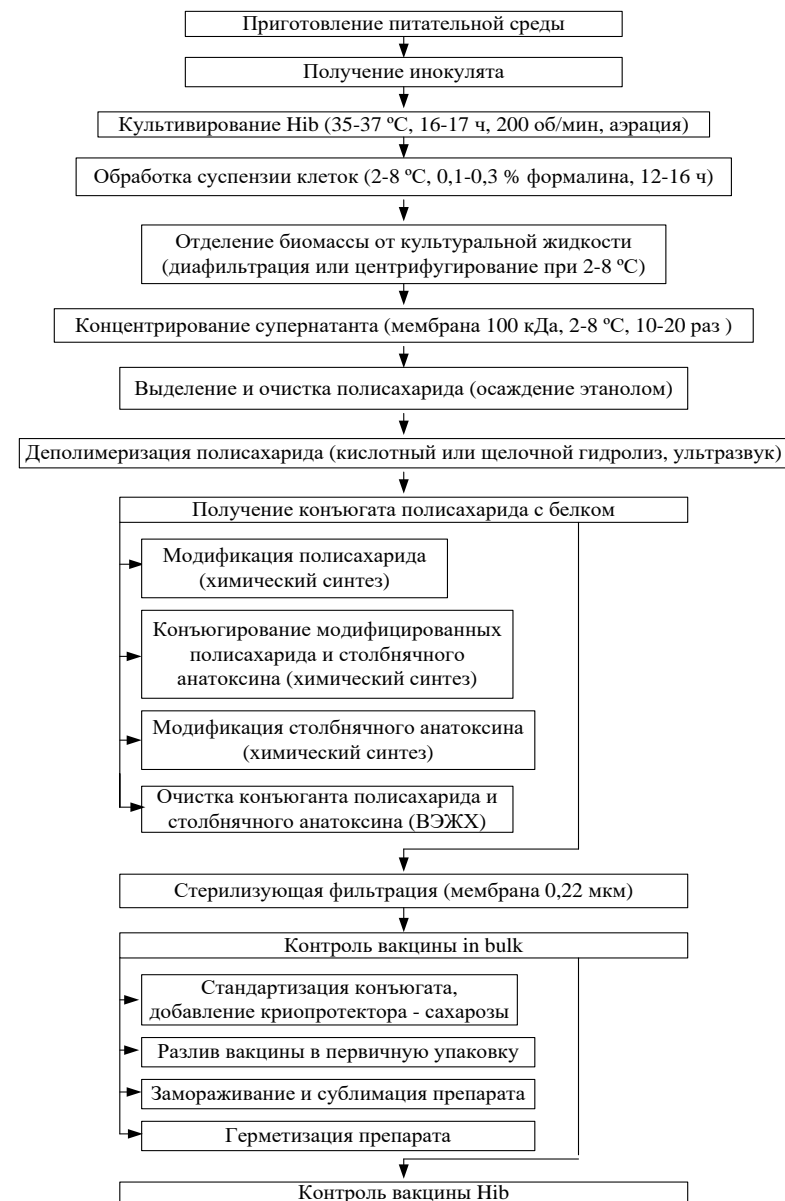 Приготовление питательной среды
Получение инокулята
Культивирование Hib (35-37 ºС, 16-17 ч, 200 об/мин, аэрация)
Обработка суспензии клеток (2-8 ºС, 0,1-0,3 % формалина, 12-16 ч)
Отделение биомассы от культуральной жидкости
(диафильтрация или центрифугирование при 2-8 ºС)
Концентрирование супернатанта (мембрана 100 кДа, 2-8 ºС, 10-20 раз )
Выделение и очистка полисахарида (осаждение этанолом)
Деполимеризация полисахарида (кислотный или щелочной гидролиз, ультразвук)
Получение конъюгата полисахарида с белком
Модификация полисахарида
(химический синтез)
Конъюгирование модифицированных
полисахарида и столбнячного
анатоксина (химический синтез)
Модификация столбнячного анатоксина
(химический синтез)
Очистка конъюганта полисахарида и
столбнячного анатоксина (ВЭЖХ)
Стерилизующая фильтрация (мембрана 0,22 мкм)
Контроль вакцины in bulk
Стандартизация конъюгата,
добавление криопротектора - сахарозы
Разлив вакцины в первичную упаковку
Замораживание и сублимация препарата
Герметизация препарата
Контроль вакцины Hib